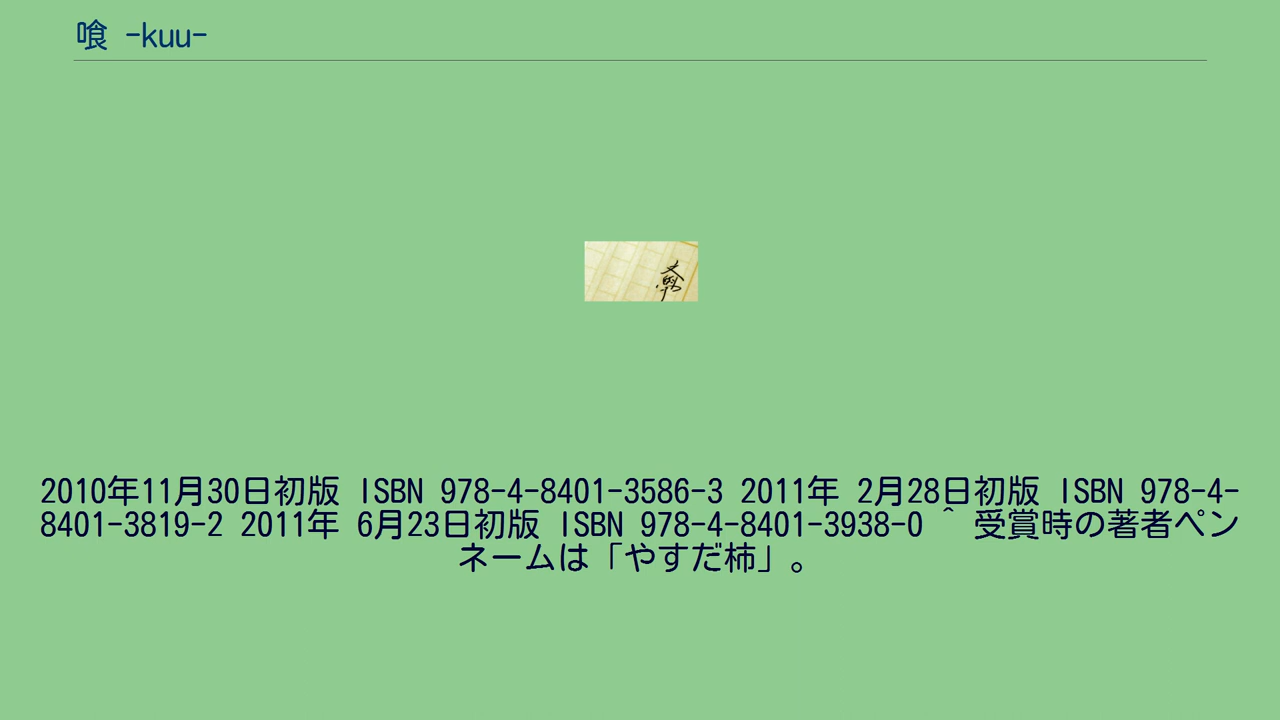 喰 -kuu-
2010年11月30日初版 ISBN 978-4-8401-3586-3 2011年 2月28日初版 ISBN 978-4-
8401-3819-2 2011年 6月23日初版 ISBN 978-4-8401-3938-0 ^ 受賞時の著者ペン
ネームは「やすだ柿」。